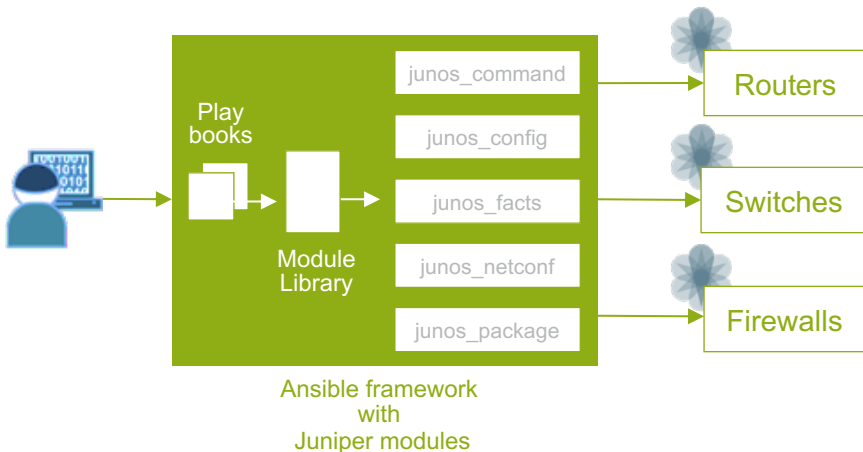 Play
books
Module
Library
junos_command
junos_config
junos_facts
junos_netconf
junos_package
Routers
Switches
Firewalls
Ansible framework
with
Juniper modules